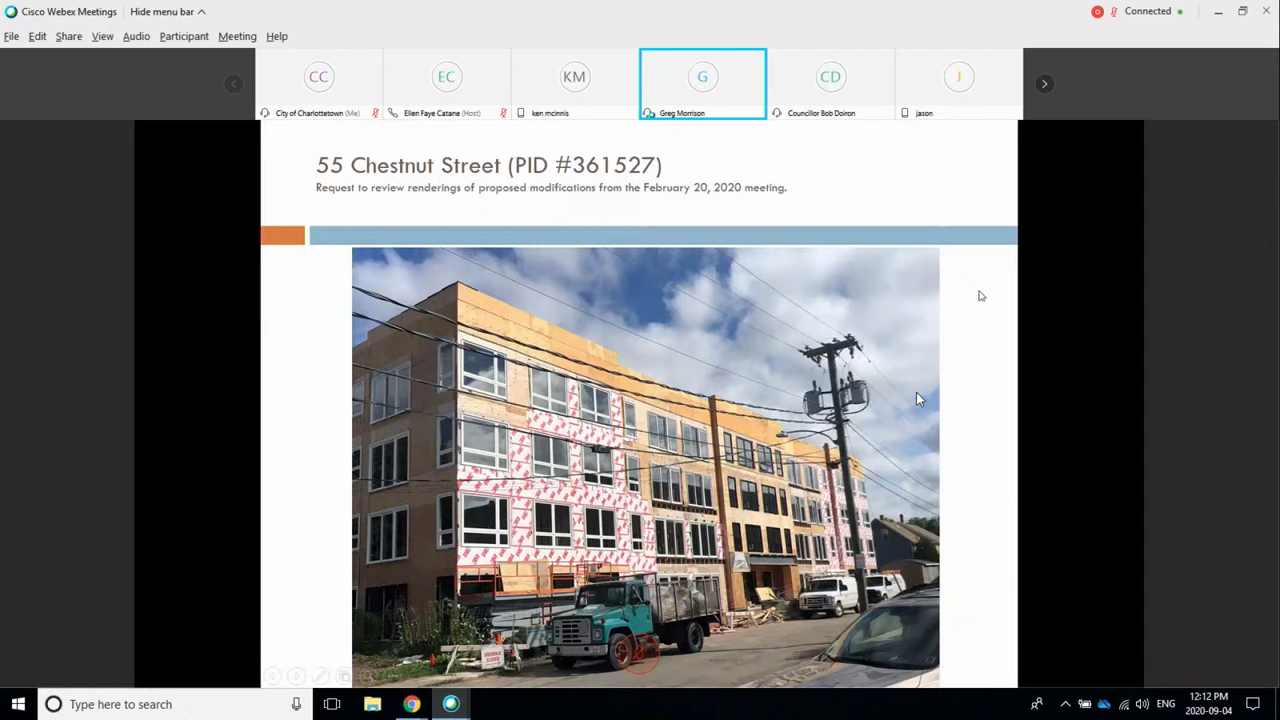 Cisco Webex Meetings
Hide menu bar
Connected
File Edit Share View Audio Participant Meeting Help
CC EC KM G CD J
City of Charlottetown (Me)
Ellen Faye Catane (Host)
ken mcinnis
Greg Morrison
Councillor Bob Doiron
jason
55 Chestnut Street (PID #361527)
Request to review renderings of proposed modifications from the February 20, 2020 meeting.
SIDEWALK
CLOSED
Type here to search
ENG
12:12 PM
2020-09-04